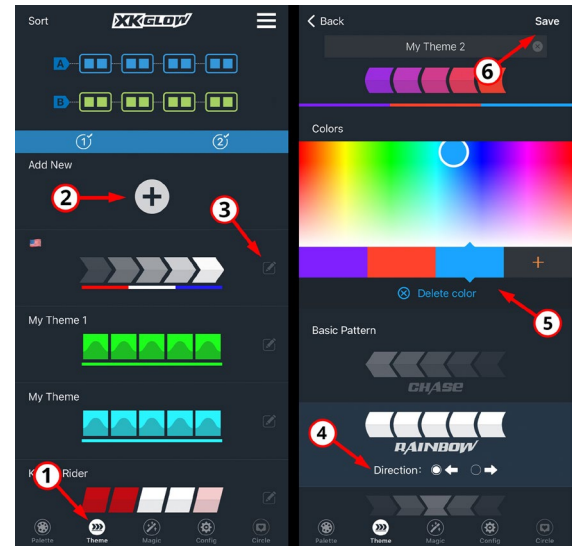 Sort
XKGLOW
A
B
1
2
Add New
2
3
My Theme 1
My Theme
K Rider
1
Palette
Theme
Magic
Config
Circle
Back
Save
My Theme 2
6
Colors
Delete color
5
Basic Pattern
CHASE
4
RAINBOW
Direction:
Palette
Theme
Magic
Config
Circle